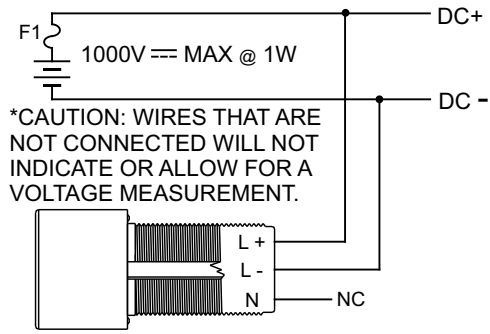 DC+
F1
1000V ⎓ MAX @ 1W
DC -
*CAUTION: WIRES THAT ARE
NOT CONNECTED WILL NOT
INDICATE OR ALLOW FOR A
VOLTAGE MEASUREMENT.
L +
L -
N
NC